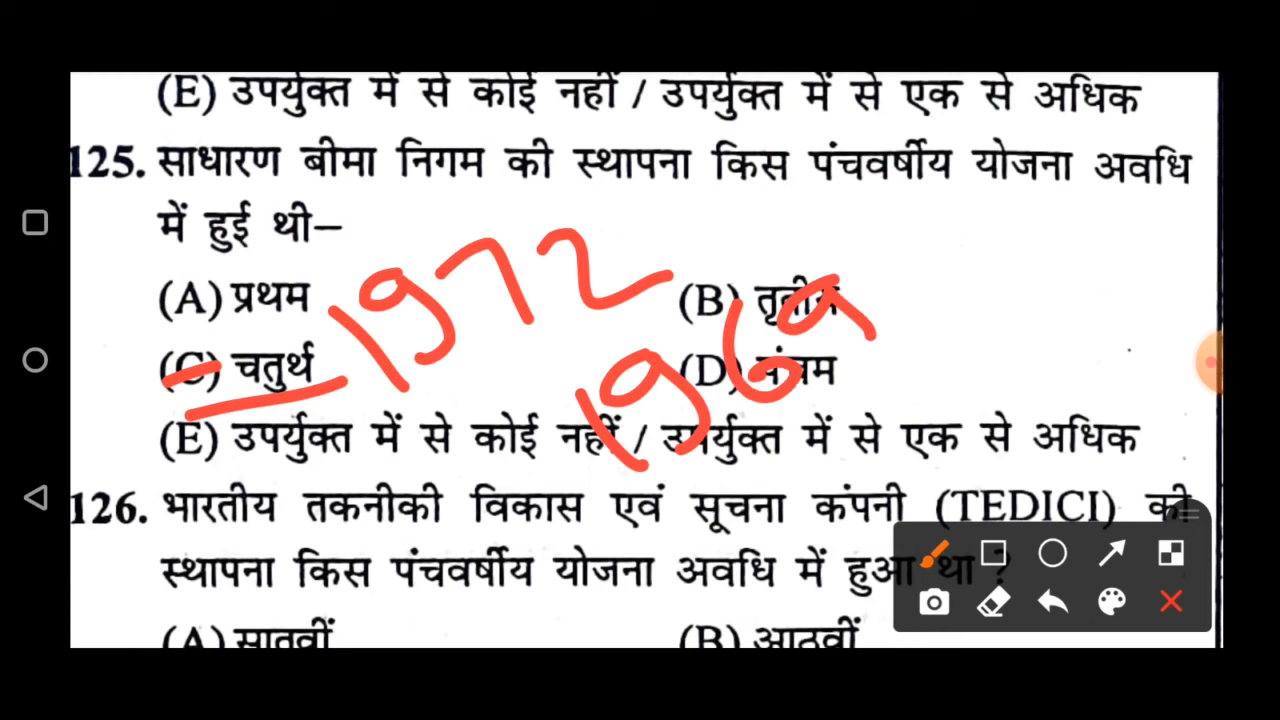 (E) उपर्युक्त में से कोई नहीं / उपर्युक्त में से एक से अधिक
125. साधारण बीमा निगम की स्थापना किस पंचवर्षीय योजना अवधि
में हुई थी–
(A) प्रथम (B) तृतीय
1972
(C) चतुर्थ (D) पंचम
1969
(E) उपर्युक्त में से कोई नहीं / उपर्युक्त में से एक से अधिक
126. भारतीय तकनीकी विकास एवं सूचना कंपनी (TEDICI) की
स्थापना किस पंचवर्षीय योजना अवधि में हुआ था ?
(A) सातवीं (B) आठवीं